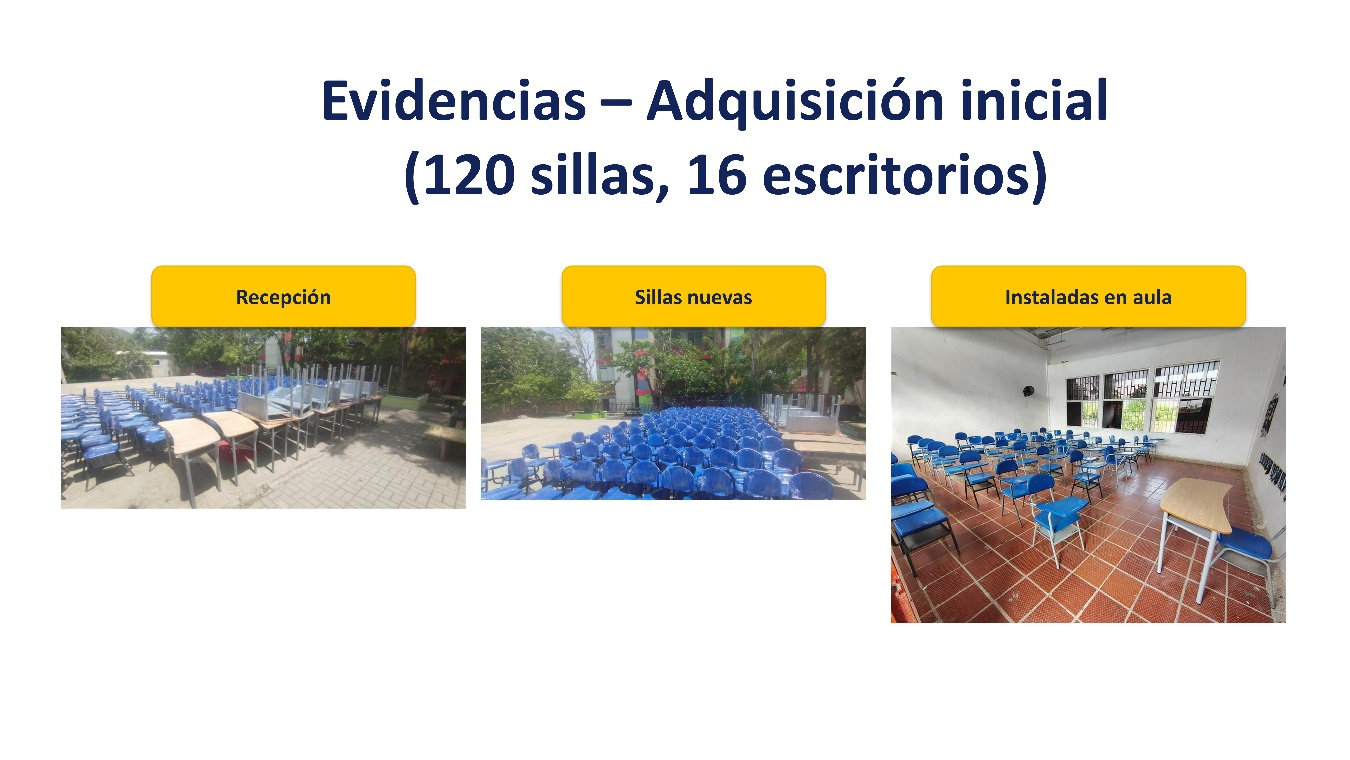 Evidencias – Adquisición inicial
(120 sillas, 16 escritorios)
Recepción
Sillas nuevas
Instaladas en aula